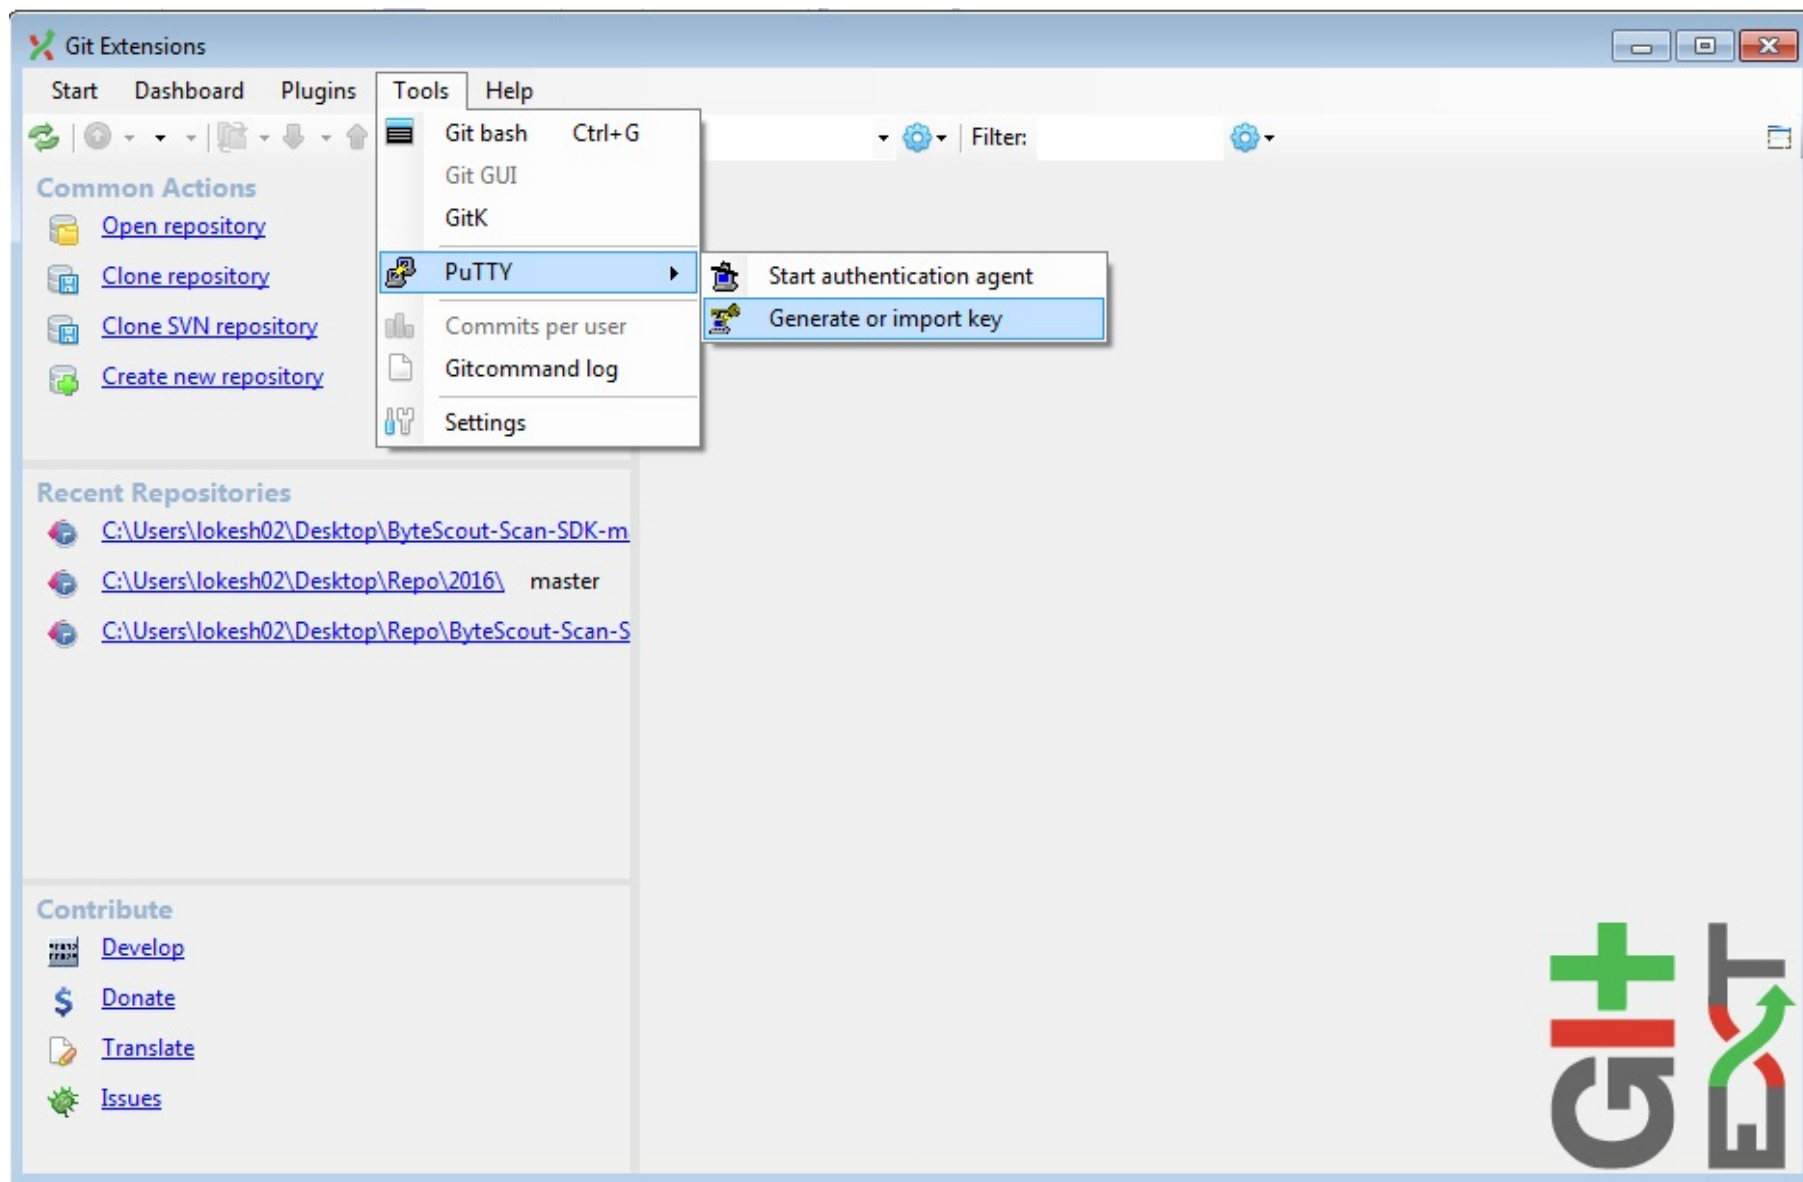 Git Extensions
Start Dashboard Plugins Tools Help
Filter:
Git bash Ctrl+G
Git GUI
GitK
PuTTY
Commits per user
Gitcommand log
Settings
Start authentication agent
Generate or import key
Common Actions
Open repository
Clone repository
Clone SVN repository
Create new repository
Recent Repositories
C:\Users\lokesh02\Desktop\ByteScout-Scan-SDK-m
C:\Users\lokesh02\Desktop\Repo\2016\ master
C:\Users\lokesh02\Desktop\Repo\ByteScout-Scan-S
Contribute
Develop
Donate
Translate
Issues
GIt
EXT